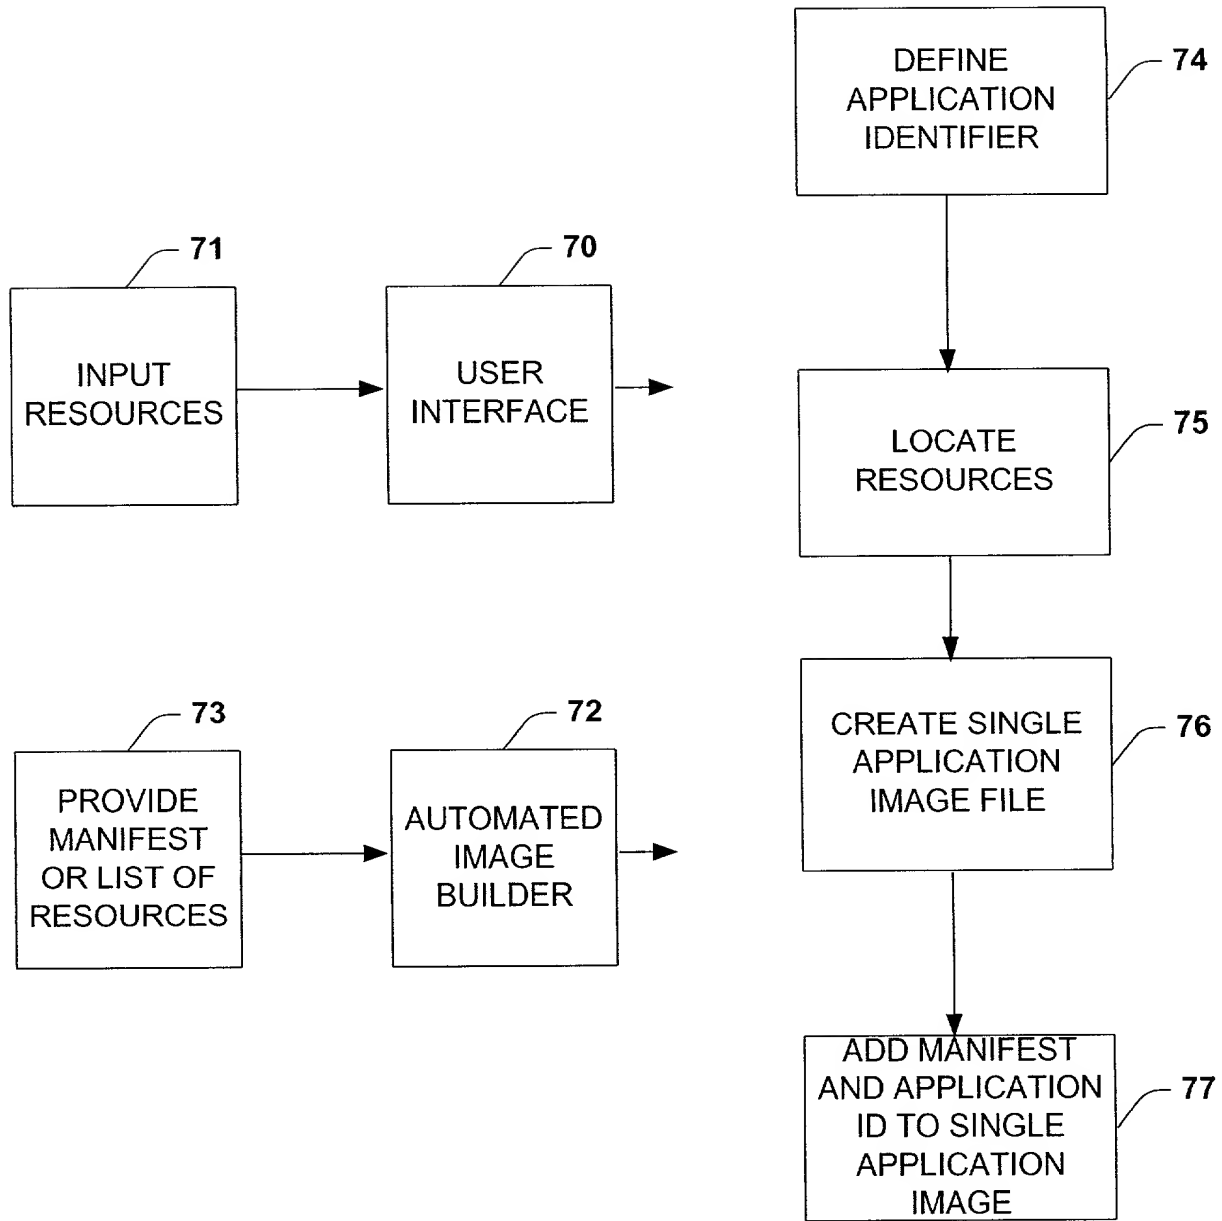 74
DEFINE
APPLICATION
IDENTIFIER
71
INPUT
RESOURCES
70
USER
INTERFACE
75
LOCATE
RESOURCES
73
PROVIDE
MANIFEST
OR LIST OF
RESOURCES
72
AUTOMATED
IMAGE
BUILDER
76
CREATE SINGLE
APPLICATION
IMAGE FILE
77
ADD MANIFEST
AND APPLICATION
ID TO SINGLE
APPLICATION
IMAGE